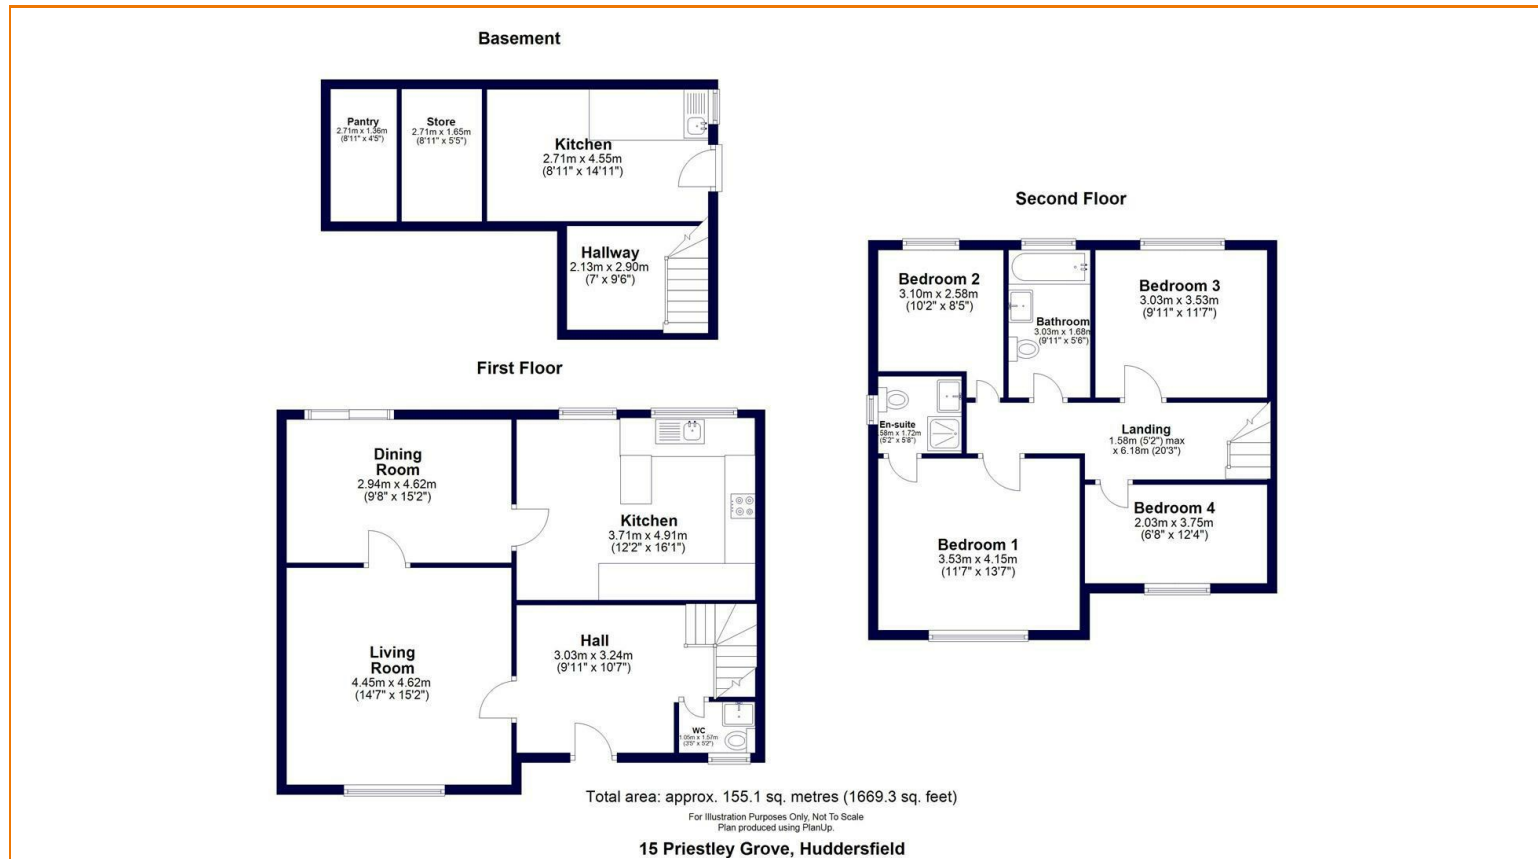 Basement
Pantry
2.71m x 1.36m
(8'11" x 4'5")
Store
2.71m x 1.65m
(8'11" x 5'5")
Kitchen
2.71m x 4.55m
(8'11" x 14'11")
Hallway
2.13m x 2.90m
(7' x 9'6")
First Floor
Dining
Room
2.94m x 4.62m
(9'8" x 15'2")
Kitchen
3.71m x 4.91m
(12'2" x 16'1")
Living
Room
4.45m x 4.62m
(14'7" x 15'2")
Hall
3.03m x 3.24m
(9'11" x 10'7")
WC
1.05m x 1.57m
(3'5" x 5'2")
Second Floor
Bedroom 2
3.10m x 2.58m
(10'2" x 8'5")
Bathroom
3.03m x 1.68m
(9'11" x 5'6")
Bedroom 3
3.03m x 3.53m
(9'11" x 11'7")
En-suite
.58m x 1.72m
(5'2" x 5'8")
Landing
1.58m (5'2") max
x 6.18m (20'3")
Bedroom 1
3.53m x 4.15m
(11'7" x 13'7")
Bedroom 4
2.03m x 3.75m
(6'8" x 12'4")
Total area: approx. 155.1 sq. metres (1669.3 sq. feet)
For Illustration Purposes Only, Not To Scale
Plan produced using PlanUp.
15 Priestley Grove, Huddersfield